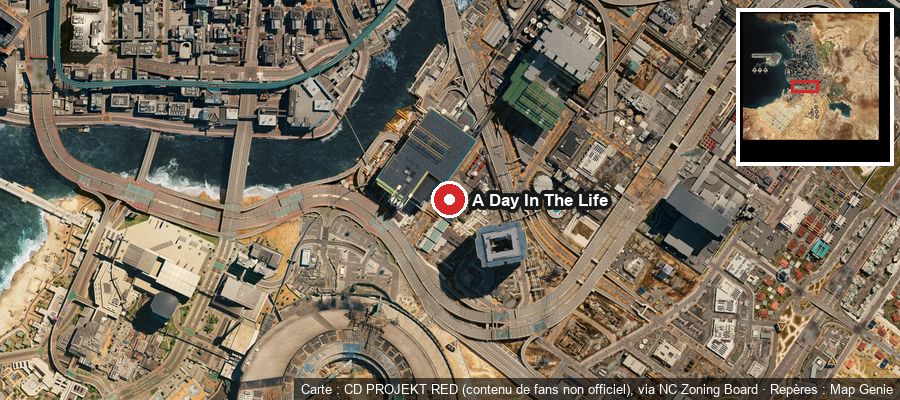 A Day In The Life
Carte : CD PROJEKT RED (contenu de fans non officiel), via NC Zoning Board · Repères : Map Genie